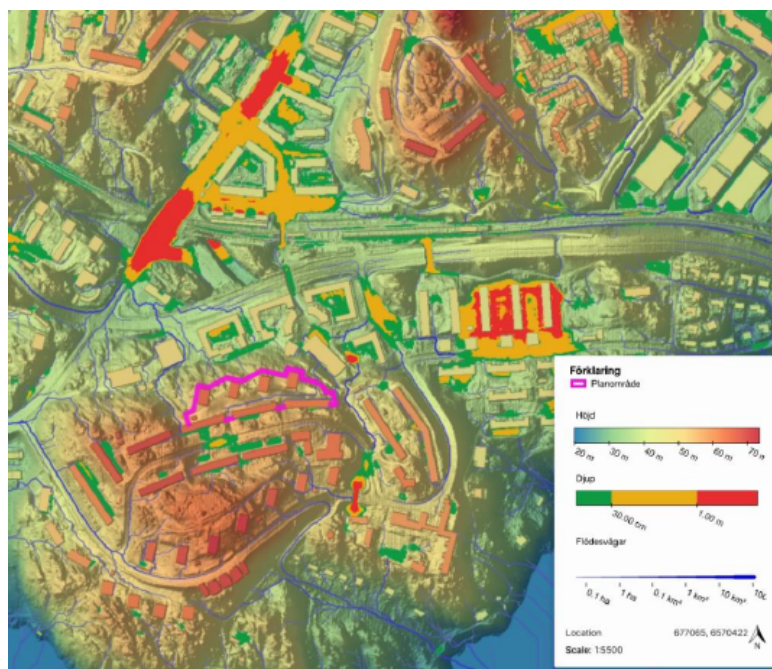 Förklaring
Planområde
Höjd
20 m 30 m 40 m 50 m 60 m 70 m
Djup
30.00 cm 1.00 m
Flödesvägar
0,1 ha 1 ha 0,1 km² 1 km² 10 km²
Location 677065, 6570422
Scale: 1:5500
N